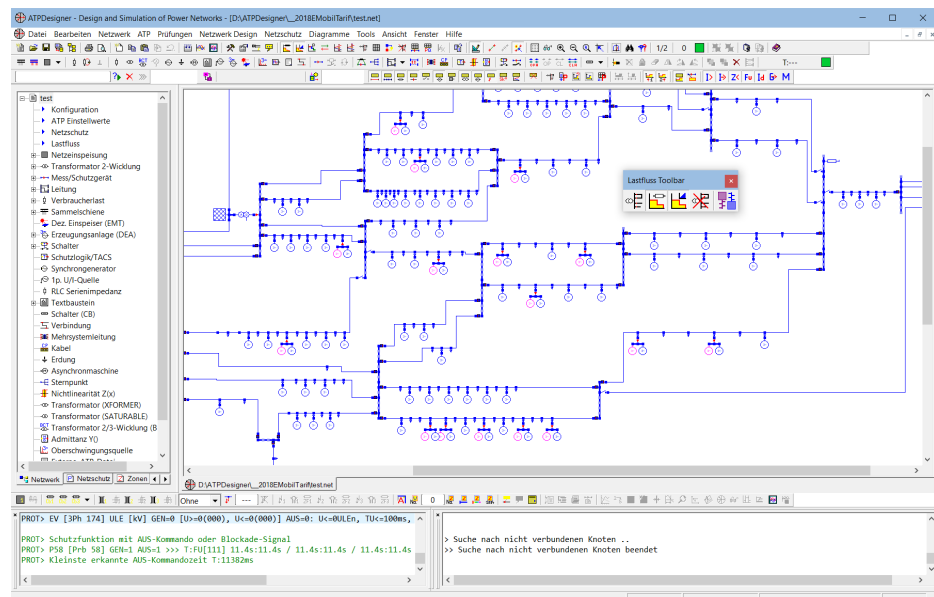 ATPDesigner - Design and Simulation of Power Networks - [D:\ATPDesigner\__2018EMobilTarif\test.net]
Datei Bearbeiten Netzwerk ATP Prüfungen Netzwerk Design Netzschutz Diagramme Tools Ansicht Fenster Hilfe
1/2 0
T:---
I> I> Z< Fu Id G> M
test
Konfiguration
ATP Einstellwerte
Netzschutz
Lastfluss
Netzeinspeisung
Transformator 2-Wicklung
Mess/Schutzgerät
Leitung
Verbraucherlast
Sammelschiene
Dez. Einspeiser (EMT)
Erzeugungsanlage (DEA)
Schalter
Schutzlogik/TACS
Synchrongenerator
1p. U/I-Quelle
RLC Serienimpedanz
Textbaustein
Schalter (CB)
Verbindung
Mehrsystemleitung
Kabel
Erdung
Asynchronmaschine
Sternpunkt
Nichtlinearität Z(x)
Transformator (XFORMER)
Transformator (SATURABLE)
Transformator 2/3-Wicklung (B
Admittanz Y()
Oberschwingungsquelle
Lastfluss Toolbar
Netzwerk Netzschutz Zonen
D:\ATPDesigner\__2018EMobilTarif\test.net
Ohne
0
PROT> EV [3Ph 174] ULE [kV] GEN=0 [U>=0(000), U<=0(000)] AUS=0: U<=0ULEn, TU<=100ms,
PROT> Schutzfunktion mit AUS-Kommando oder Blockade-Signal
PROT> P58 [Prb 58] GEN=1 AUS=1 >>> T:FU[111] 11.4s:11.4s / 11.4s:11.4s / 11.4s:11.4s
PROT> Kleinste erkannte AUS-Kommandozeit T:11382ms
> Suche nach nicht verbundenen Knoten ..
>> Suche nach nicht verbundenen Knoten beendet